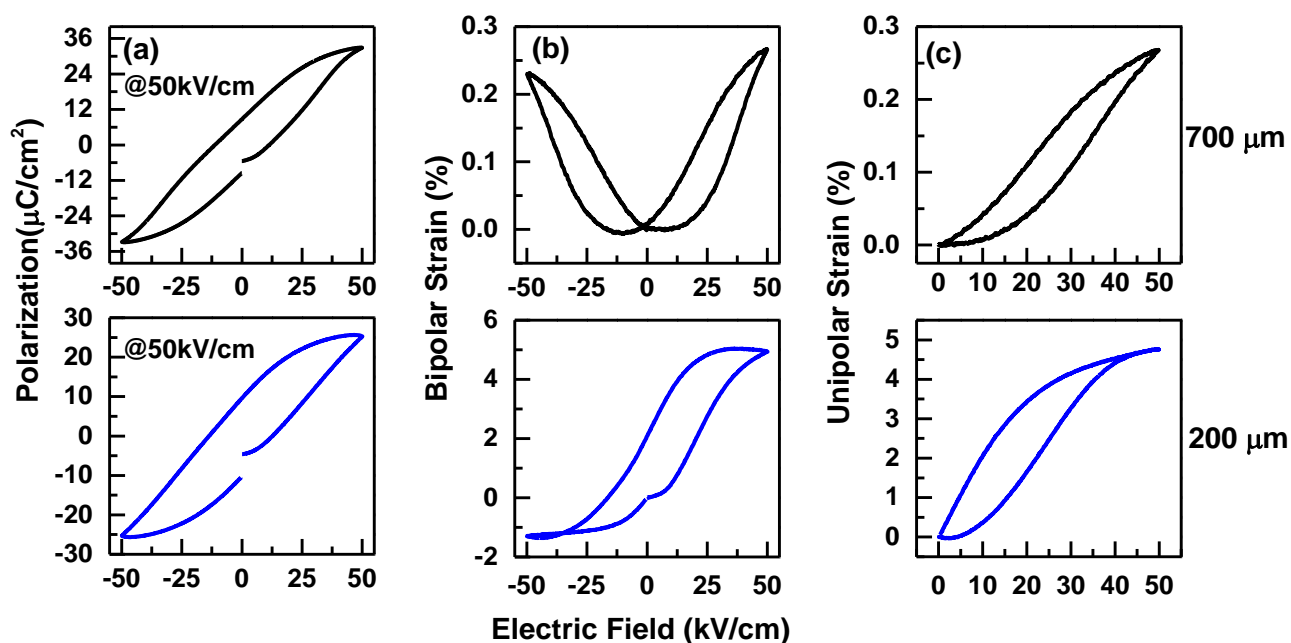 Polarization(μC/cm²)
(a)
@50kV/cm
36
24
12
0
-12
-24
-36
-50 -25 0 25 50
Bipolar Strain (%)
(b)
0.3
0.2
0.1
0.0
-50 -25 0 25 50
Unipolar Strain (%)
(c)
0.3
0.2
0.1
0.0
0 10 20 30 40 50
700 μm
@50kV/cm
30
20
10
0
-10
-20
-30
-50 -25 0 25 50
6
4
2
0
-2
-50 -25 0 25 50
5
4
3
2
1
0
0 10 20 30 40 50
200 μm
Electric Field (kV/cm)